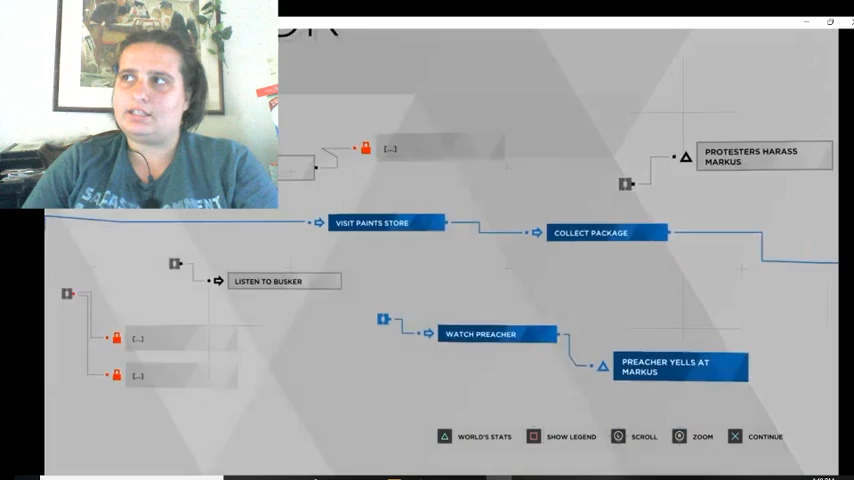 [...]
PROTESTERS HARASS
MARKUS
VISIT PAINTS STORE
COLLECT PACKAGE
LISTEN TO BUSKER
WATCH PREACHER
[...]
PREACHER YELLS AT
MARKUS
[...]
WORLD'S STATS
SHOW LEGEND
SCROLL
ZOOM
CONTINUE